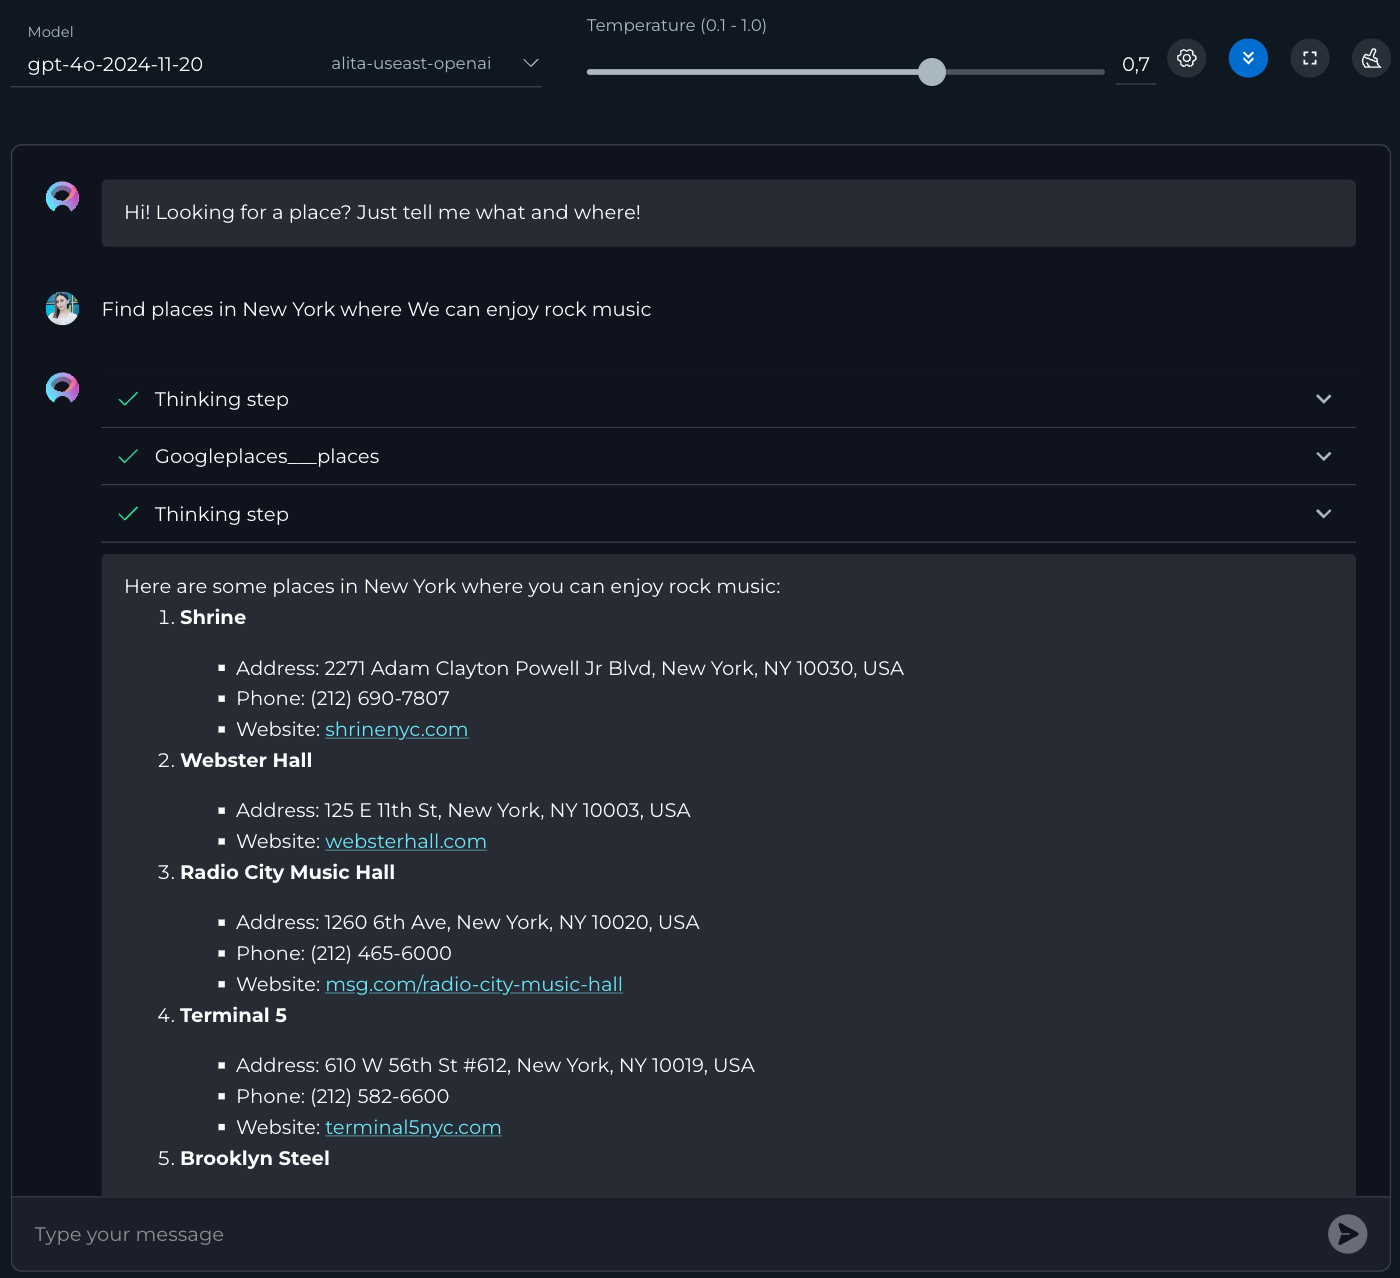 Model
gpt-4o-2024-11-20 alita-useast-openai
Temperature (0.1 - 1.0)
0,7
Hi! Looking for a place? Just tell me what and where!
Find places in New York where We can enjoy rock music
Thinking step
Googleplaces___places
Thinking step
Here are some places in New York where you can enjoy rock music:
1. Shrine
▪ Address: 2271 Adam Clayton Powell Jr Blvd, New York, NY 10030, USA
▪ Phone: (212) 690-7807
▪ Website: shrinenyc.com
2. Webster Hall
▪ Address: 125 E 11th St, New York, NY 10003, USA
▪ Website: websterhall.com
3. Radio City Music Hall
▪ Address: 1260 6th Ave, New York, NY 10020, USA
▪ Phone: (212) 465-6000
▪ Website: msg.com/radio-city-music-hall
4. Terminal 5
▪ Address: 610 W 56th St #612, New York, NY 10019, USA
▪ Phone: (212) 582-6600
▪ Website: terminal5nyc.com
5. Brooklyn Steel
Type your message